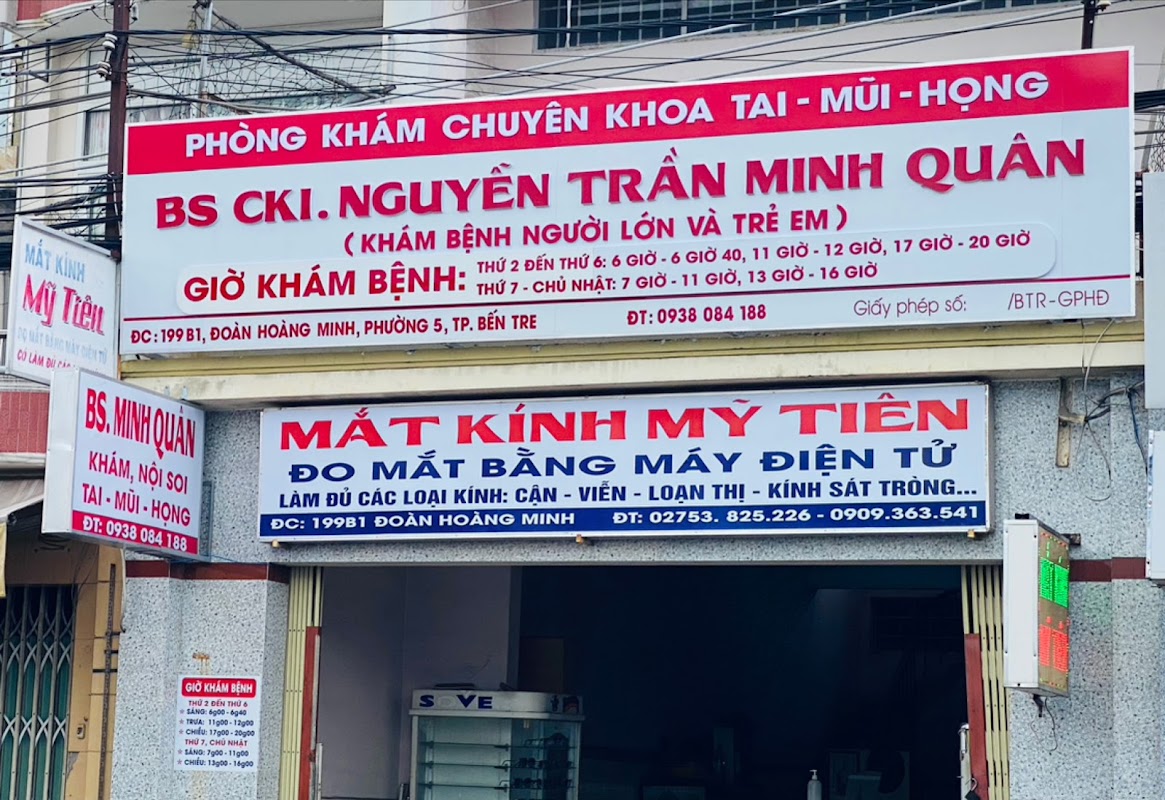 PHÒNG KHÁM CHUYÊN KHOA TAI - MŨI - HỌNG
BS CKI. NGUYỄN TRẦN MINH QUÂN
(KHÁM BỆNH NGƯỜI LỚN VÀ TRẺ EM)
GIỜ KHÁM BỆNH:
THỨ 2 ĐẾN THỨ 6: 6 GIỜ - 6 GIỜ 40, 11 GIỜ - 12 GIỜ, 17 GIỜ - 20 GIỜ
THỨ 7 - CHỦ NHẬT: 7 GIỜ - 11 GIỜ, 13 GIỜ - 16 GIỜ
ĐC: 199B1, ĐOÀN HOÀNG MINH, PHƯỜNG 5, TP. BẾN TRE ĐT: 0938 084 188 Giấy phép số: /BTR-GPHĐ
MẮT KÍNH
Mỹ Tiên
ĐO MẮT BẰNG MÁY ĐIỆN TỬ
BS. MINH QUÂN
KHÁM, NỘI SOI
TAI - MŨI - HỌNG
ĐT: 0938 084 188
MẮT KÍNH MỸ TIÊN
ĐO MẮT BẰNG MÁY ĐIỆN TỬ
LÀM ĐỦ CÁC LOẠI KÍNH: CẬN - VIỄN - LOẠN THỊ - KÍNH SÁT TRÒNG...
ĐC: 199B1 ĐOÀN HOÀNG MINH ĐT: 02753. 825.226 - 0909.363.541
GIỜ KHÁM BỆNH
THỨ 2 ĐẾN THỨ 6
SÁNG: 6g00 - 6g40
TRƯA: 11g00 - 12g00
CHIỀU: 17g00 - 20g00
THỨ 7, CHỦ NHẬT
SÁNG: 7g00 - 11g00
CHIỀU: 13g00 - 16g00